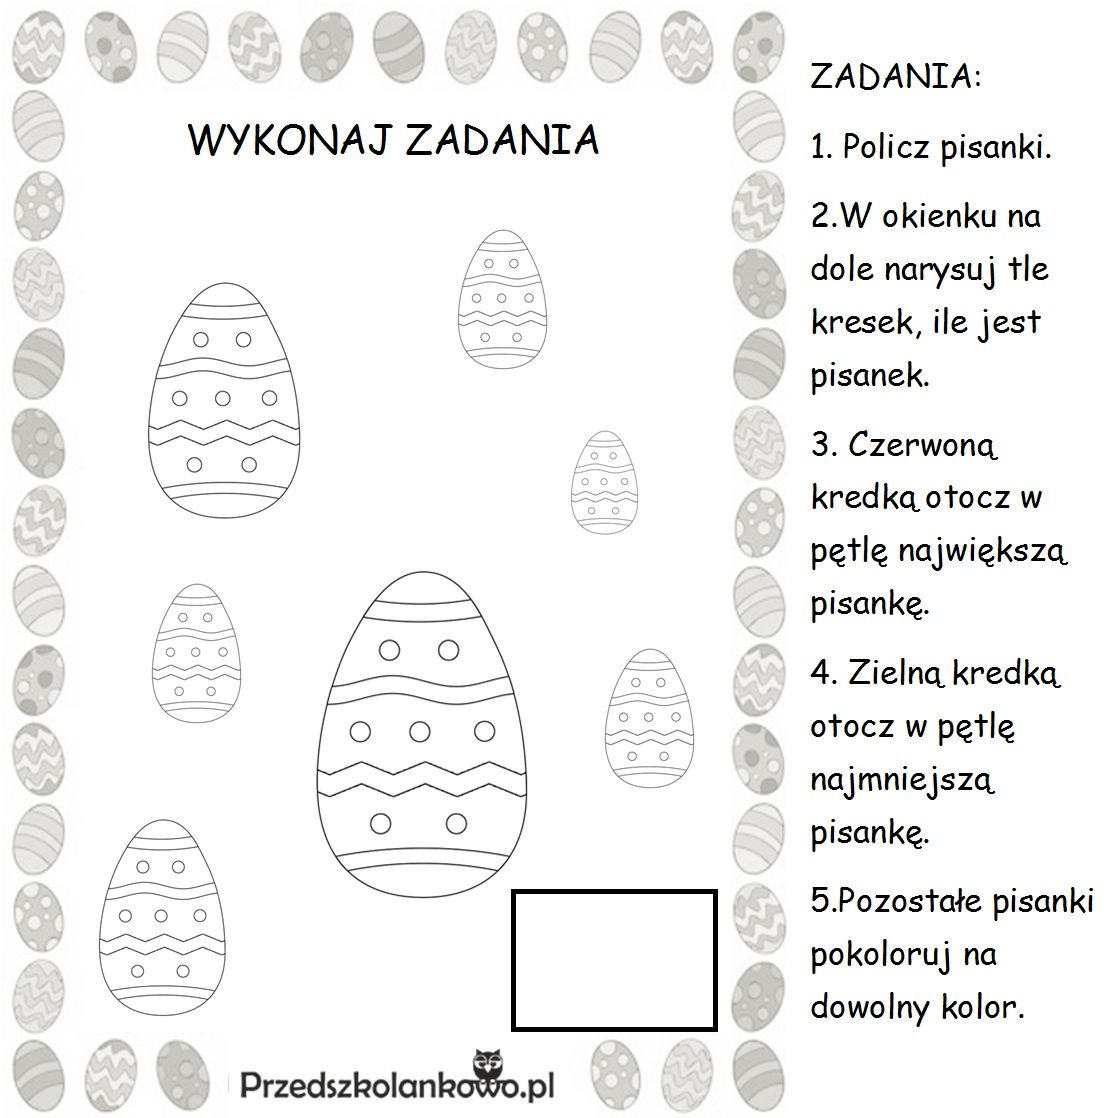 WYKONAJ ZADANIA
ZADANIA:
1. Policz pisanki.
2.W okienku na
dole narysuj tle
kresek, ile jest
pisanek.
3. Czerwoną
kredką otocz w
pętlę największą
pisankę.
4. Zielną kredką
otocz w pętlę
najmniejszą
pisankę.
5.Pozostałe pisanki
pokoloruj na
dowolny kolor.
Przedszkolankowo.pl